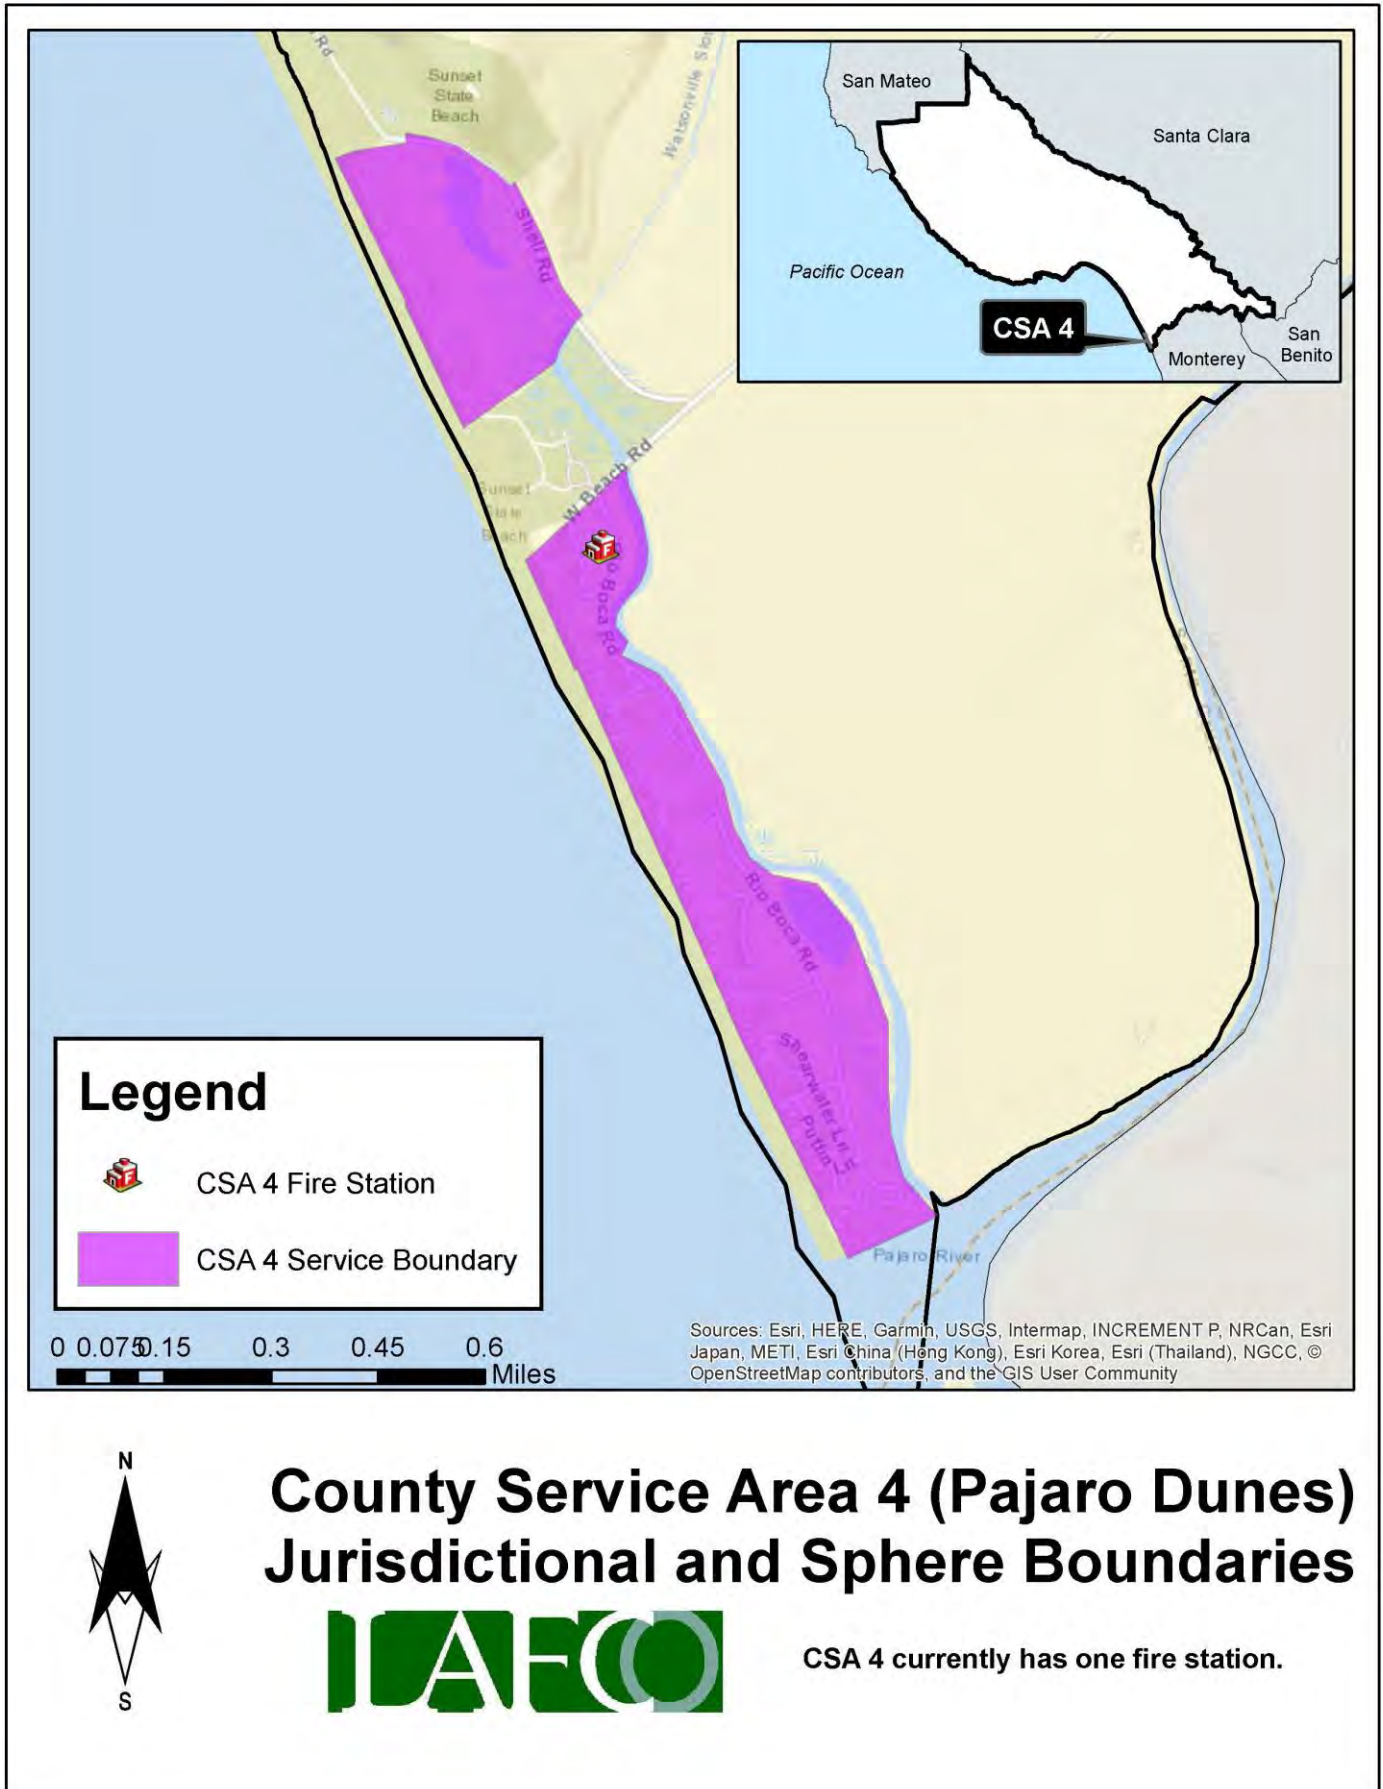 Rd
Sunset
State
Beach
Watsonville Slou
San Mateo
Santa Clara
Pacific Ocean
CSA 4
Monterey
San
Benito
Shell Rd
W Beach Rd
Sunset
State
Beach
Rio Boca Rd
Rio Boca Rd
Shearwater Ln
Puffin Ln
Pajaro River
Legend
CSA 4 Fire Station
CSA 4 Service Boundary
0 0.075 0.15 0.3 0.45 0.6
Miles
Sources: Esri, HERE, Garmin, USGS, Intermap, INCREMENT P, NRCan, Esri
Japan, METI, Esri China (Hong Kong), Esri Korea, Esri (Thailand), NGCC, ©
OpenStreetMap contributors, and the GIS User Community
N
S
County Service Area 4 (Pajaro Dunes)
Jurisdictional and Sphere Boundaries
LAFCO
CSA 4 currently has one fire station.